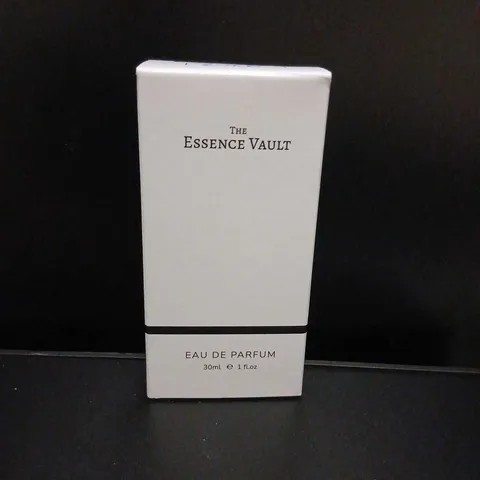 THE
ESSENCE VAULT
EAU DE PARFUM
30ml ℮ 1 fl.oz